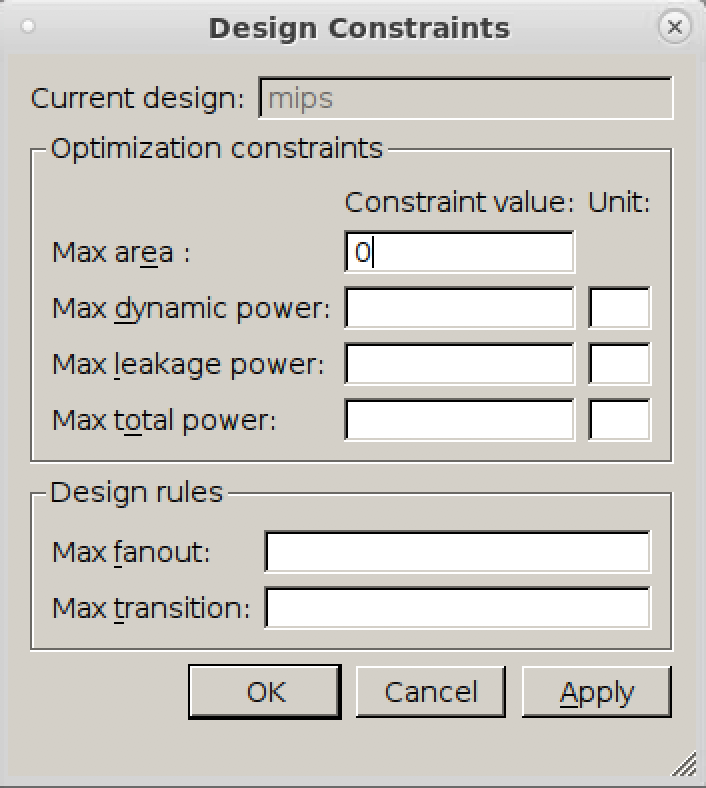 Design Constraints
Current design: mips
Optimization constraints
Constraint value: Unit:
Max area : 0
Max dynamic power:
Max leakage power:
Max total power:
Design rules
Max fanout:
Max transition:
OK Cancel Apply